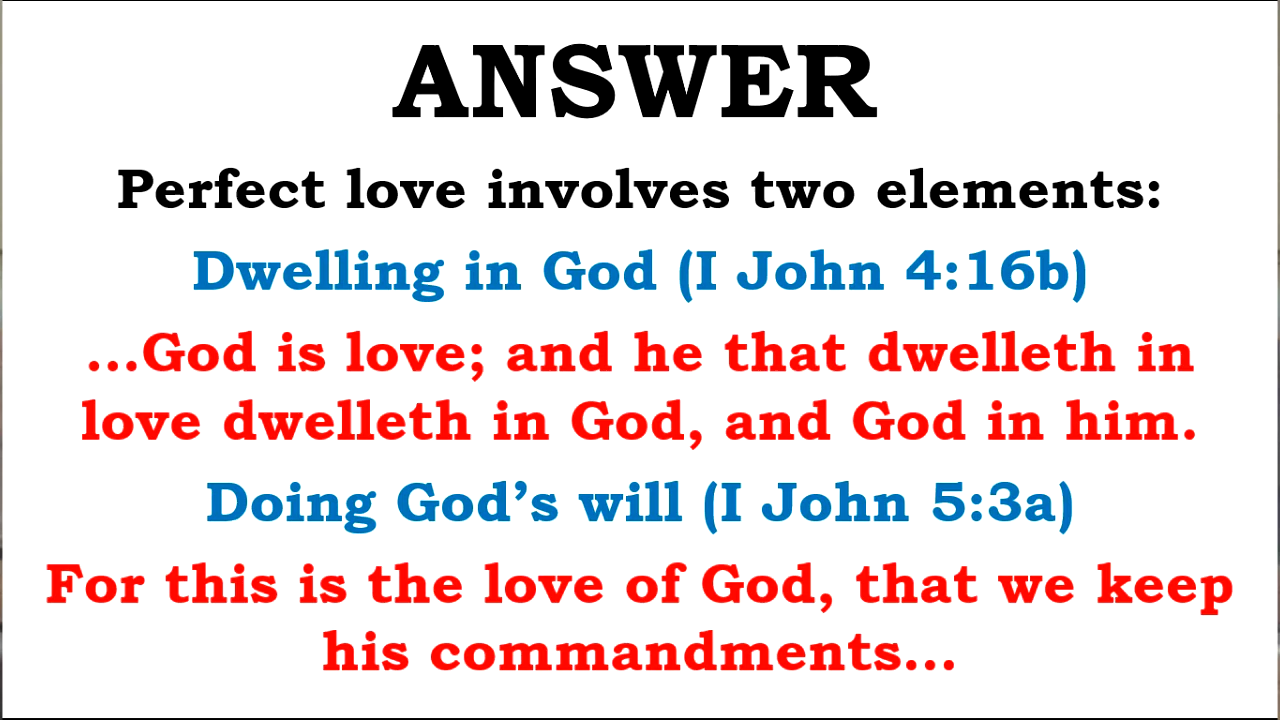 ANSWER
Perfect love involves two elements:
Dwelling in God (I John 4:16b)
...God is love; and he that dwelleth in
love dwelleth in God, and God in him.
Doing God’s will (I John 5:3a)
For this is the love of God, that we keep
his commandments...